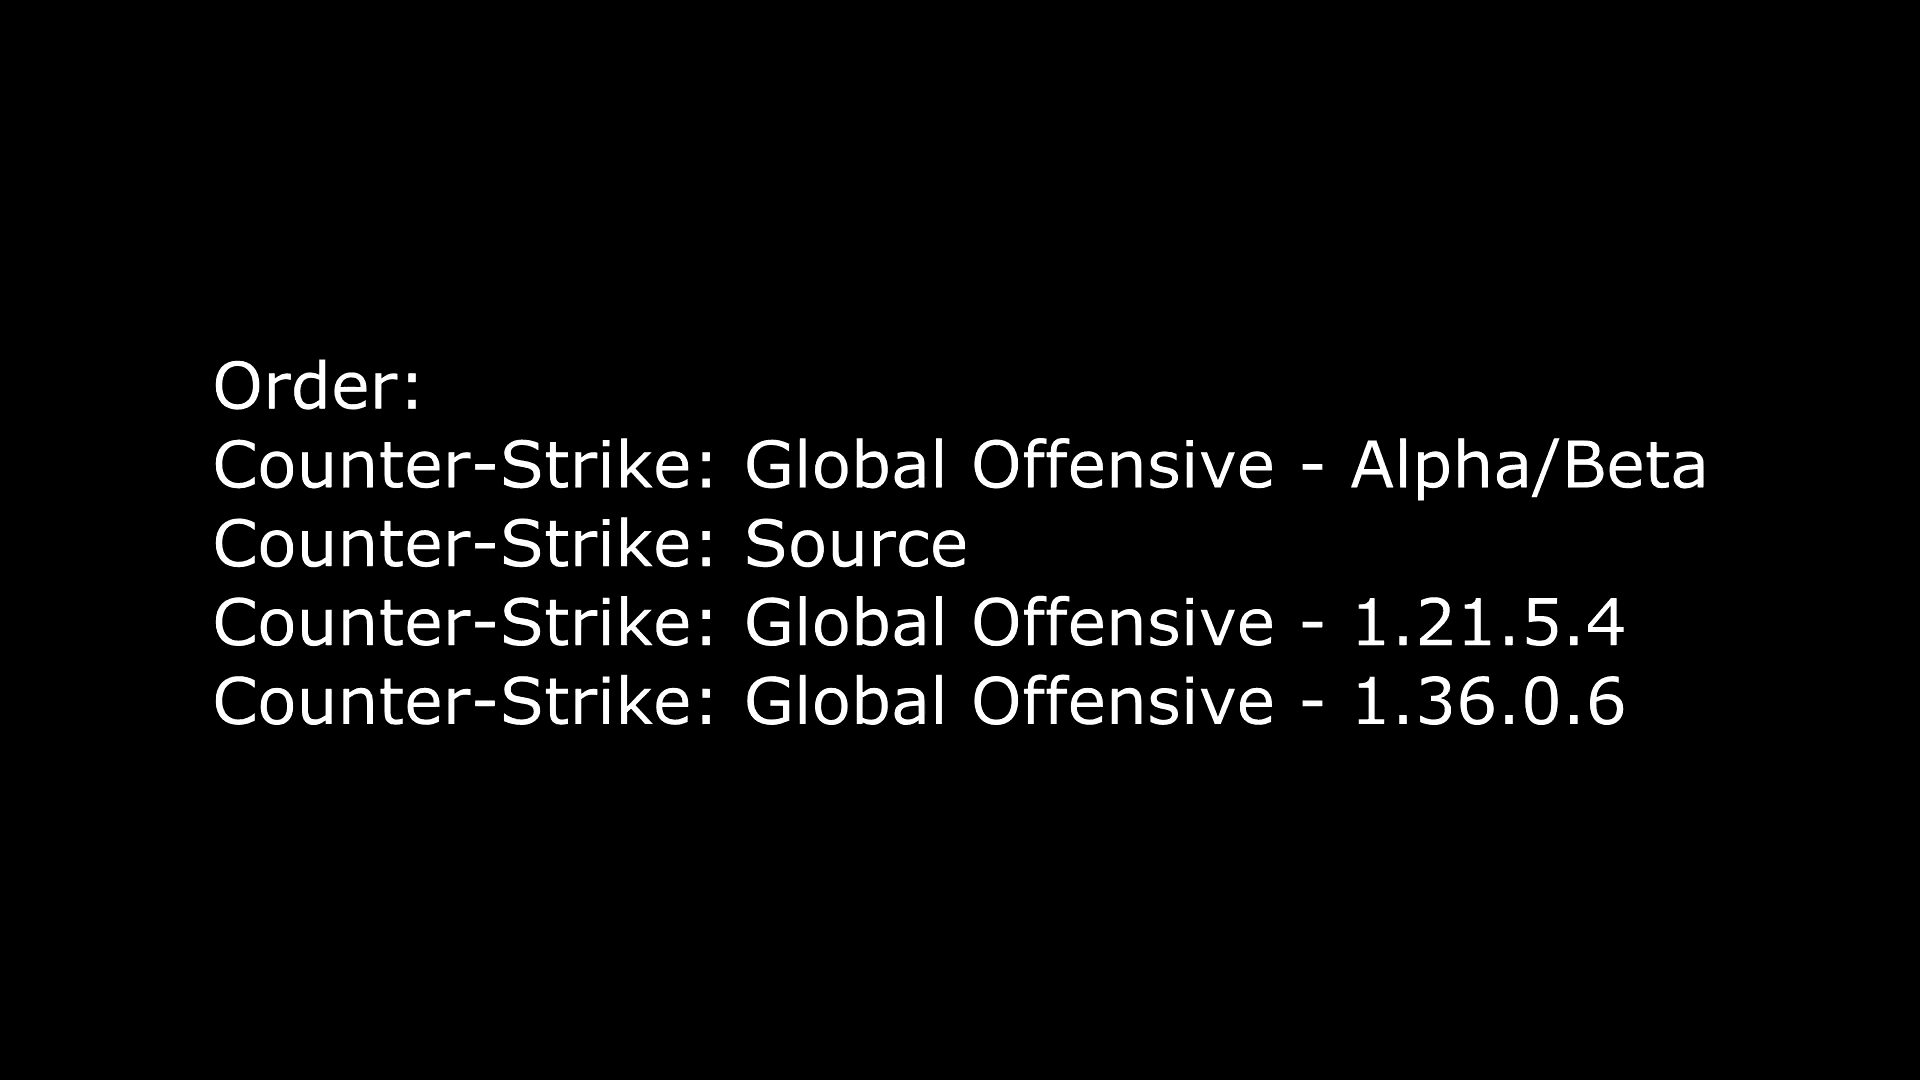 Order:
Counter-Strike: Global Offensive - Alpha/Beta
Counter-Strike: Source
Counter-Strike: Global Offensive - 1.21.5.4
Counter-Strike: Global Offensive - 1.36.0.6